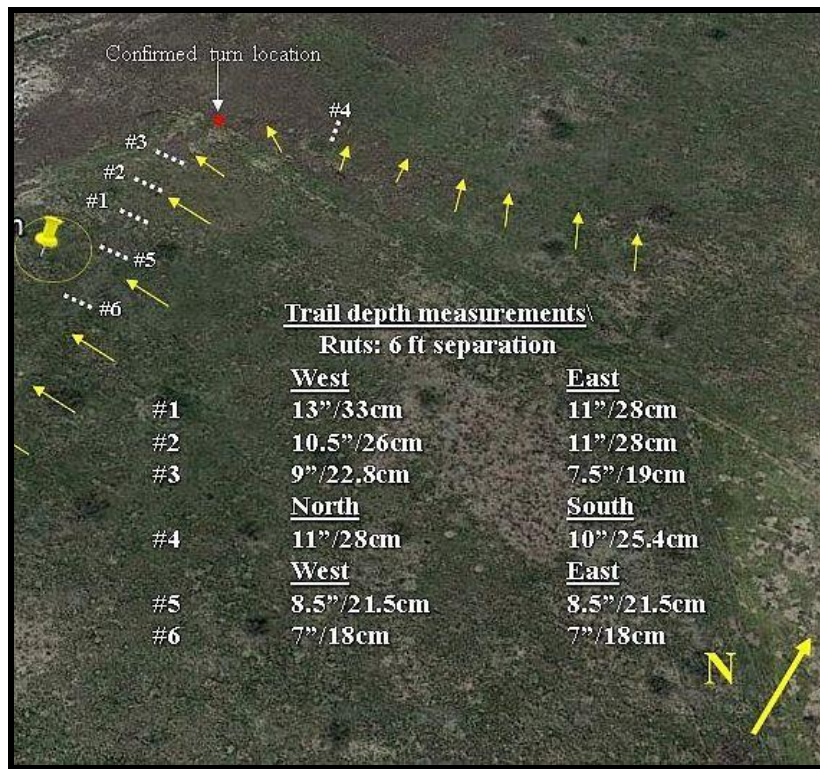 Confirmed turn location
#4
#3
#2
#1
n
#5
#6
Trail depth measurements\
Ruts: 6 ft separation
West East
#1 13”/33cm 11”/28cm
#2 10.5”/26cm 11”/28cm
#3 9”/22.8cm 7.5”/19cm
North South
#4 11”/28cm 10”/25.4cm
West East
#5 8.5”/21.5cm 8.5”/21.5cm
#6 7”/18cm 7”/18cm
N